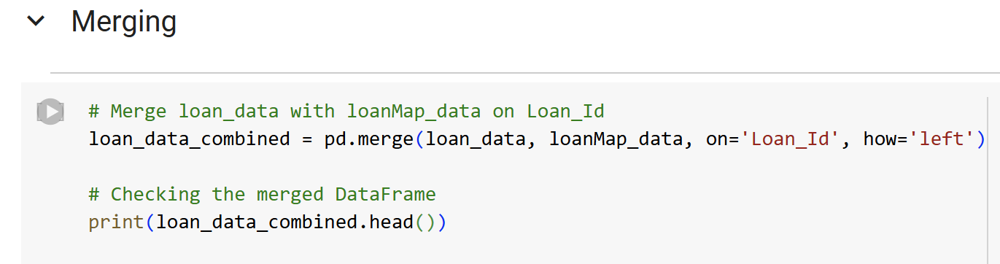 Merging
# Merge loan_data with loanMap_data on Loan_Id
loan_data_combined = pd.merge(loan_data, loanMap_data, on='Loan_Id', how='left')
# Checking the merged DataFrame
print(loan_data_combined.head())